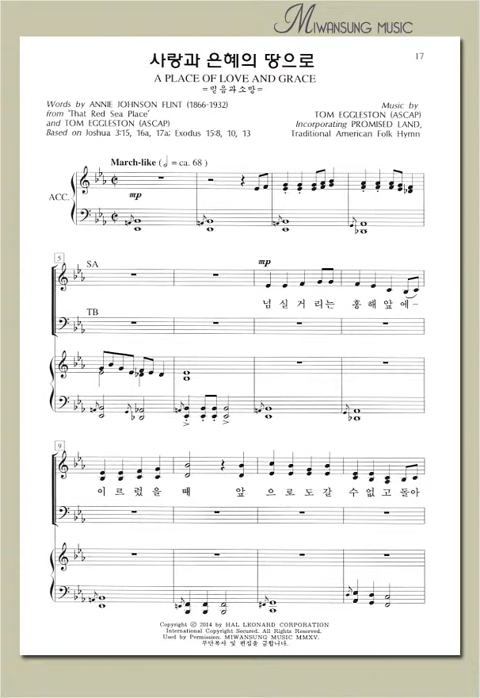 MIWANSUNG MUSIC
17
사랑과 은혜의 땅으로
A PLACE OF LOVE AND GRACE
=믿음과소망=
Words by ANNIE JOHNSON FLINT (1866-1932)
from 'That Red Sea Place'
and TOM EGGLESTON (ASCAP)
Based on Joshua 3:15, 16a, 17a; Exodus 15:8, 10, 13
Music by
TOM EGGLESTON (ASCAP)
Incorporating PROMISED LAND,
Traditional American Folk Hymn
March-like (𝅗𝅥 = ca. 68)
ACC.
mp
5
SA
mp
넘 실 거 리 는 홍 해 앞 에-
TB
9
이 르 렀 을 때 앞 으 로 도 갈 수 없 고 돌 아
Copyright © 2014 by HAL LEONARD CORPORATION
International Copyright Secured. All Rights Reserved.
Used by Permission. MIWANSUNG MUSIC MMXV.
무단복사 및 편집을 금합니다.